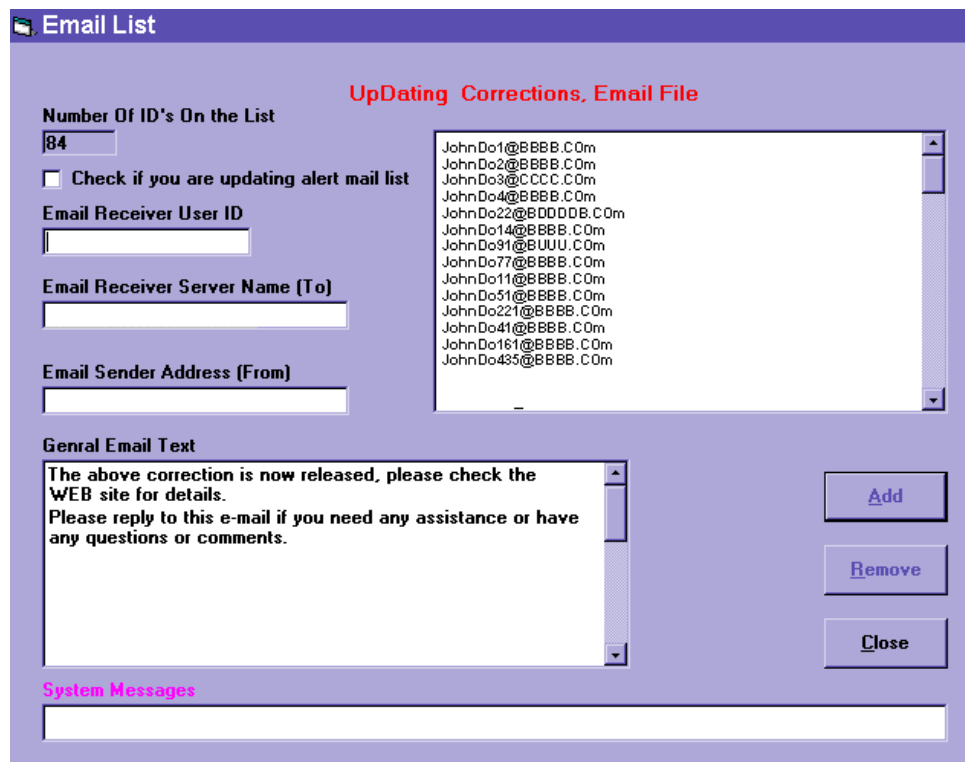 Email List
UpDating Corrections, Email File
Number Of ID's On the List
84
Check if you are updating alert mail list
Email Receiver User ID
Email Receiver Server Name (To)
Email Sender Address (From)
JohnDo1@BBBB.COm
JohnDo2@BBBB.COm
JohnDo3@CCCC.COm
JohnDo4@BBBB.COm
JohnDo22@BDDDDB.COm
JohnDo14@BBBB.COm
JohnDo91@BUUU.COm
JohnDo77@BBBB.COm
JohnDo11@BBBB.COm
JohnDo51@BBBB.COm
JohnDo221@BBBB.COm
JohnDo41@BBBB.COm
JohnDo161@BBBB.COm
JohnDo435@BBBB.COm
Genral Email Text
The above correction is now released, please check the
WEB site for details.
Please reply to this e-mail if you need any assistance or have
any questions or comments.
Add
Remove
Close
System Messages